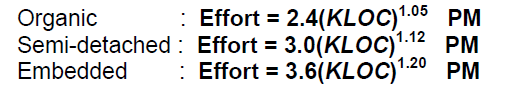 Organic : Effort = 2.4(KLOC)^1.05 PM
Semi-detached : Effort = 3.0(KLOC)^1.12 PM
Embedded : Effort = 3.6(KLOC)^1.20 PM